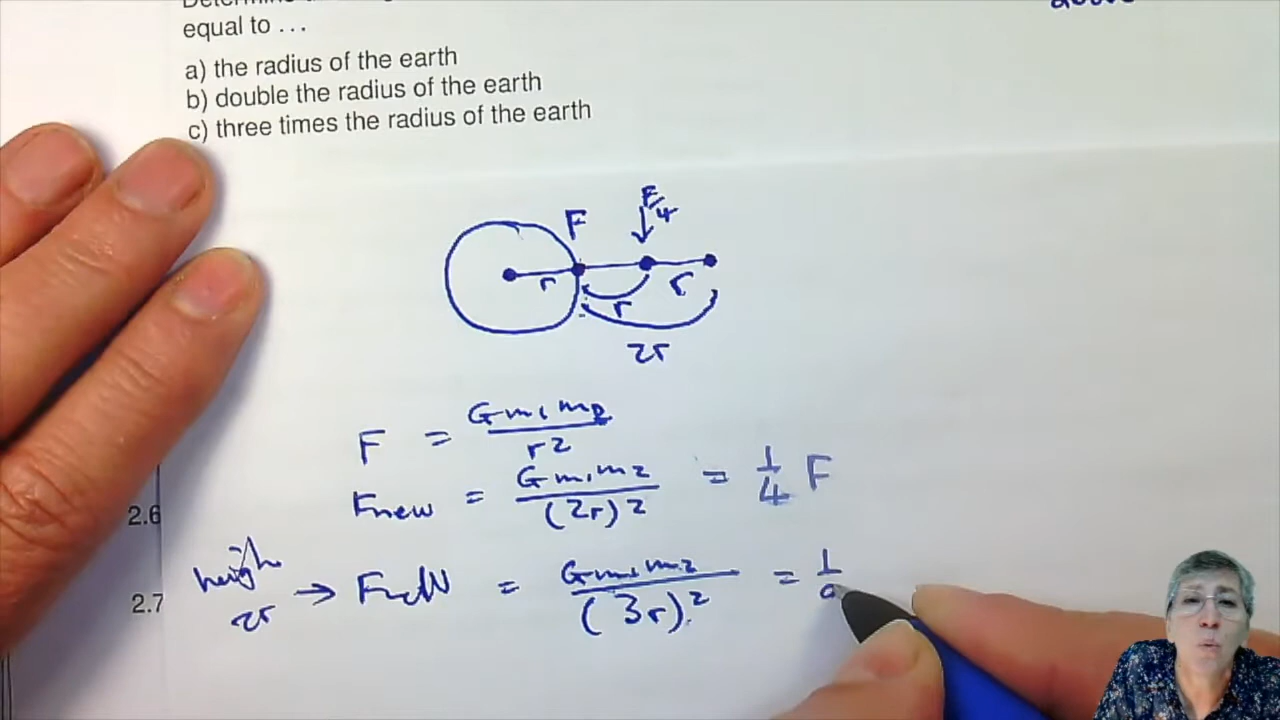 equal to ...
a) the radius of the earth
b) double the radius of the earth
c) three times the radius of the earth
F
F/4
r
r
r
2r
F = Gm1m2/r2
Fnew = Gm1m2/(2r)2 = 1/4 F
2.6
height
2r → Fnew = Gm1m2/(3r)2 = 1/
2.7